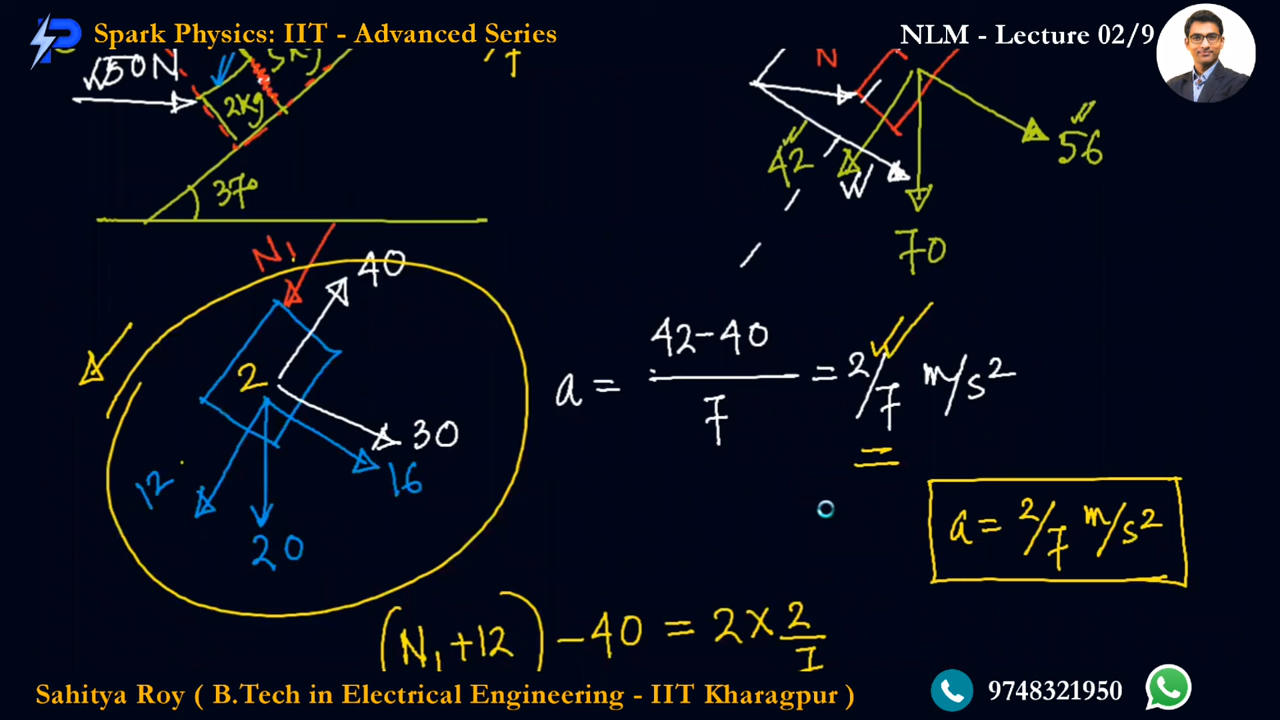 Spark Physics: IIT - Advanced Series
NLM - Lecture 02/9
50N
2kg
37°
N
42
56
W
70
N₁
40
2
30
12
16
20
a = 42-40 / 7 = 2/7 m/s²
a = 2/7 m/s²
(N₁ + 12) - 40 = 2 × 2/7
Sahitya Roy ( B.Tech in Electrical Engineering - IIT Kharagpur )
9748321950